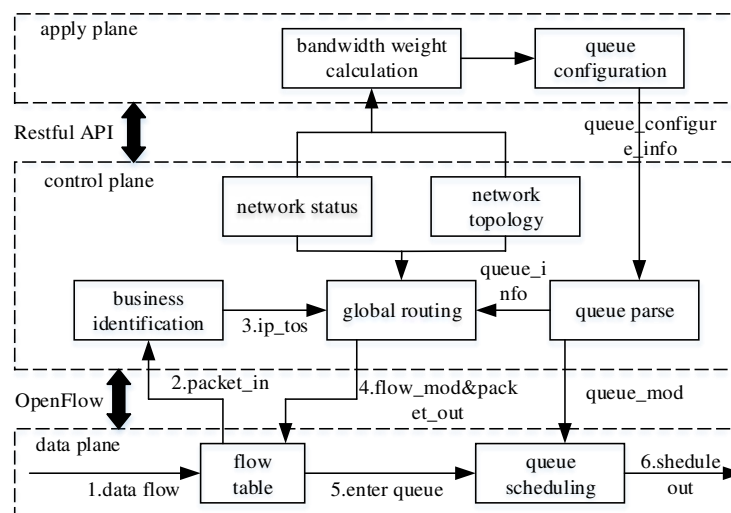 apply plane
bandwidth weight
calculation
queue
configuration
Restful API
queue_configur
e_info
control plane
network status
network
topology
business
identification
3.ip_tos
global routing
queue_i
nfo
queue parse
OpenFlow
2.packet_in
4.flow_mod&pack
et_out
queue_mod
data plane
1.data flow
flow
table
5.enter queue
queue
scheduling
6.shedule
out